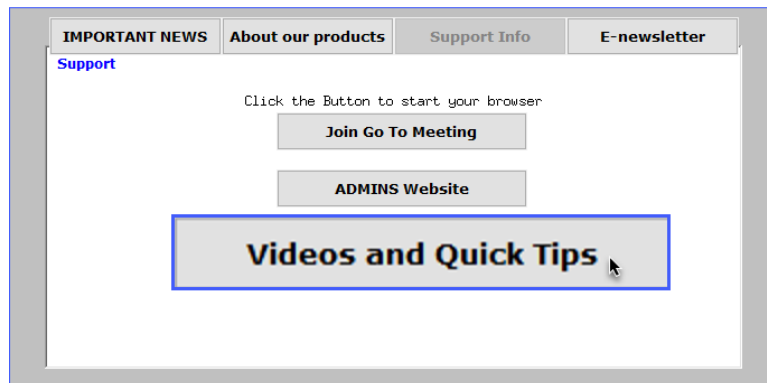 IMPORTANT NEWS About our products Support Info E-newsletter
Support
Click the Button to start your browser
Join Go To Meeting
ADMINS Website
Videos and Quick Tips